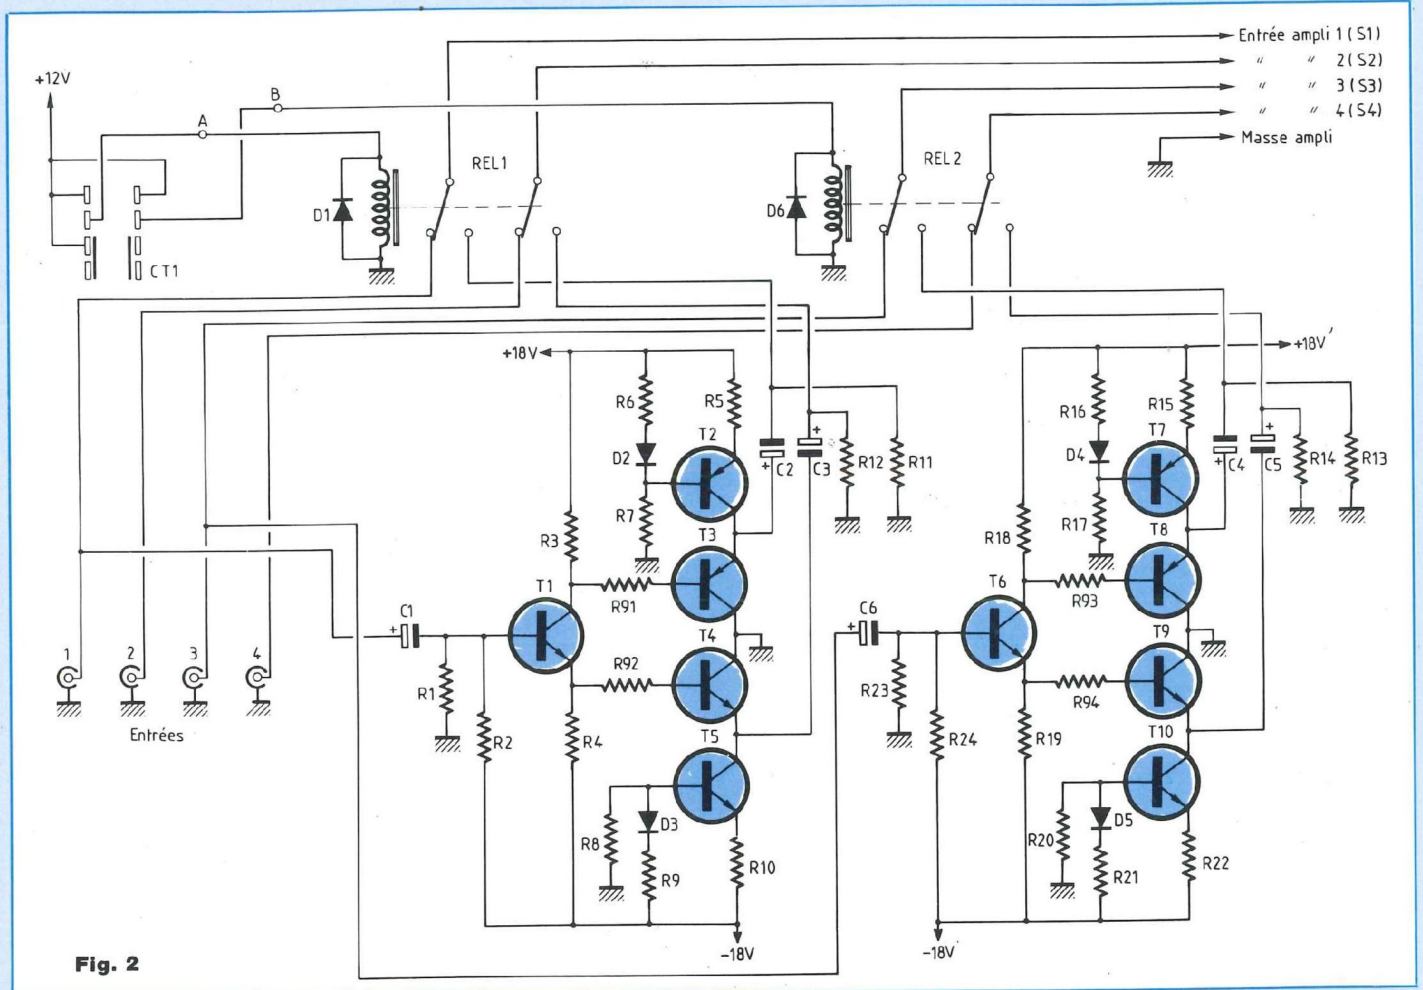 Entrée ampli 1 (S1)
" " 2 (S2)
" " 3 (S3)
" " 4 (S4)
Masse ampli
+12V
B
A
REL1
REL2
D1
D6
CT1
+18V
+18V'
R6
R5
R16
R15
T2
T7
D2
C2
C3
R12
R11
D4
C4
C5
R14
R13
R7
R17
R3
T3
R18
T8
T1
R91
T6
R93
C1
C6
T4
T9
1
2
3
4
R92
R94
R1
R23
Entrées
R2
R4
T5
R24
R19
T10
R8
D3
R20
D5
R9
R10
R21
R22
-18V
-18V
Fig. 2